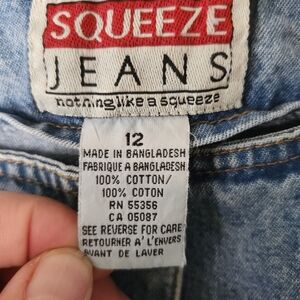 SQUEEZE
JEANS
nothing like a squeeze
12
MADE IN BANGLADESH
FABRIQUE A BANGLADESH
100% COTTON/
100% COTON
RN 55356
CA 05087
SEE REVERSE FOR CARE
RETOURNER A' L'ENVERS
AVANT DE LAVER